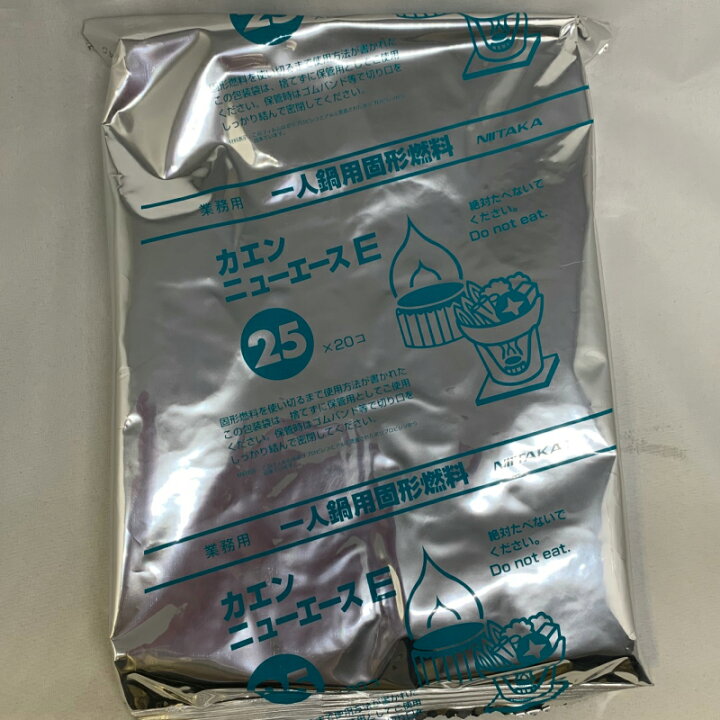 25
固形燃料を使い切るまで使用方法が書かれた
この包装袋は、捨てずに保管用としてご使用
ください。保管時はゴムバンド等で切り口を
しっかり結んで密閉してください。
業務用 一人鍋用固形燃料 NIITAKA
カエン
ニューエースE
絶対たべないで
ください。
Do not eat.
25 ×20コ
固形燃料を使い切るまで使用方法が書かれた
この包装袋は、捨てずに保管用としてご使用
ください。保管時はゴムバンド等で切り口を
しっかり結んで密閉してください。
業務用 一人鍋用固形燃料 NIITAKA
カエン
ニューエースE
絶対たべないで
ください。
Do not eat.
25